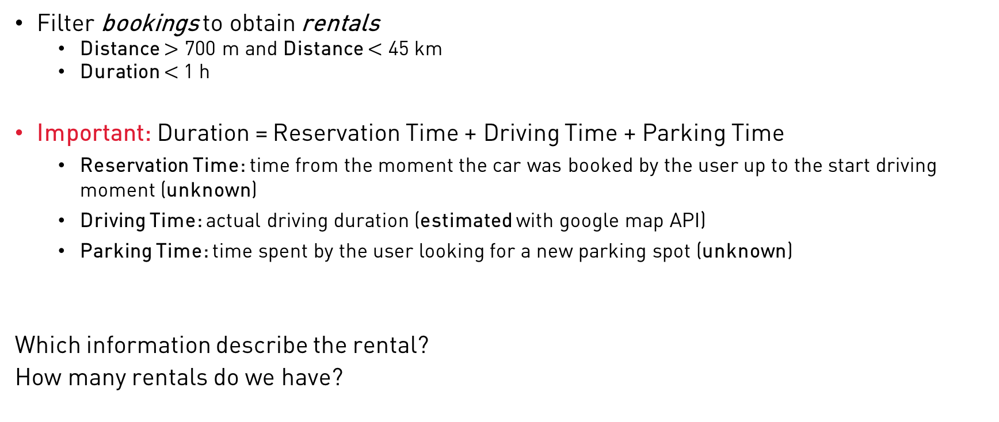 • Filter bookings to obtain rentals
• Distance > 700 m and Distance < 45 km
• Duration < 1 h
• Important: Duration = Reservation Time + Driving Time + Parking Time
• Reservation Time: time from the moment the car was booked by the user up to the start driving
moment (unknown)
• Driving Time: actual driving duration (estimated with google map API)
• Parking Time: time spent by the user looking for a new parking spot (unknown)
Which information describe the rental?
How many rentals do we have?